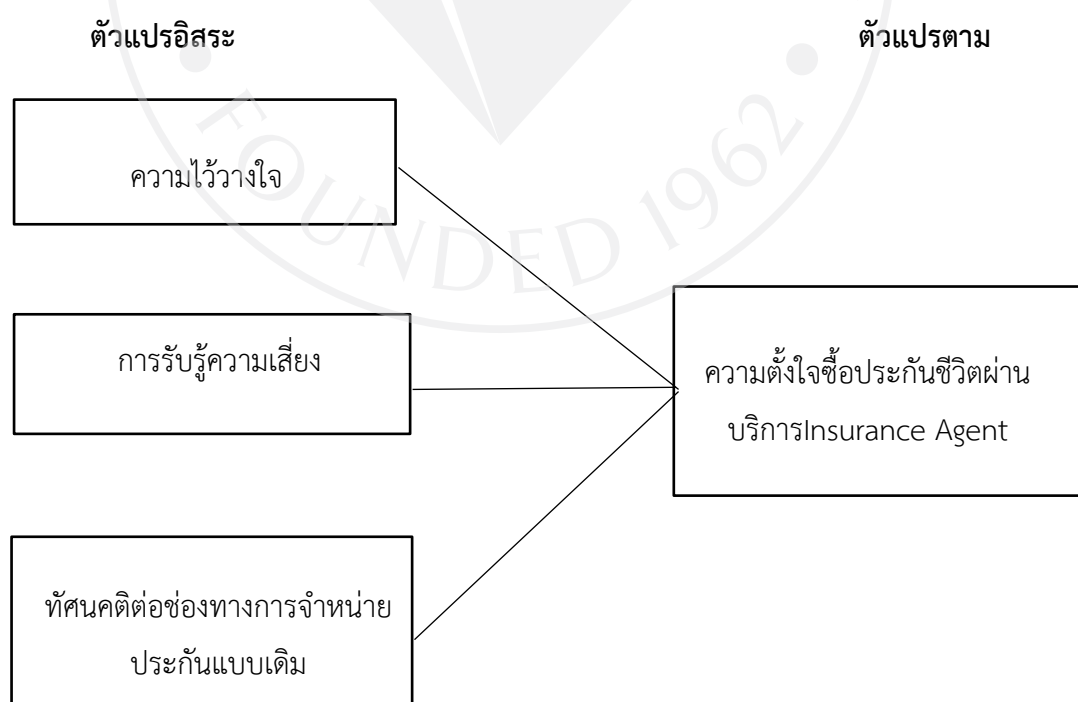 ตัวแปรอิสระ
ตัวแปรตาม
ความไว้วางใจ
การรับรู้ความเสี่ยง
ทัศนคติต่อช่องทางการจำหน่าย
ประกันแบบเดิม
ความตั้งใจซื้อประกันชีวิตผ่าน
บริการInsurance Agent
FOUNDED 1962